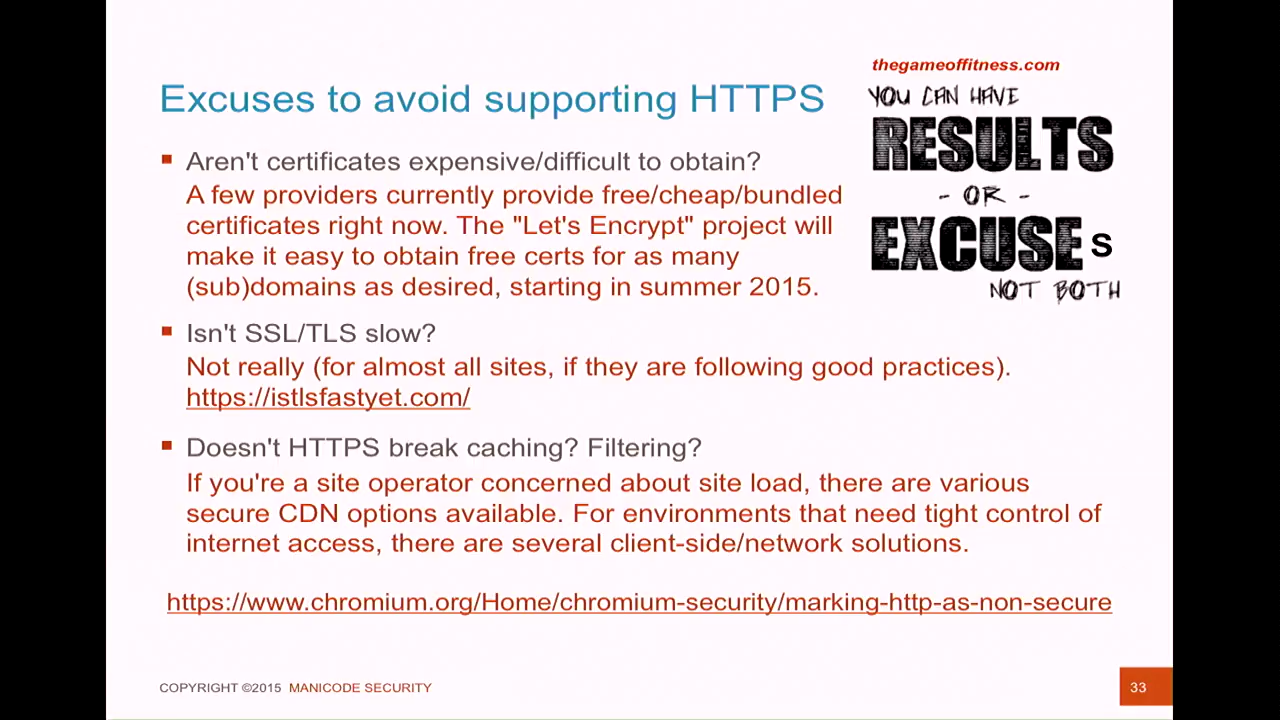 thegameoffitness.com
YOU CAN HAVE
RESULTS
- OR -
EXCUSES
NOT BOTH
Excuses to avoid supporting HTTPS
▪ Aren't certificates expensive/difficult to obtain?
A few providers currently provide free/cheap/bundled
certificates right now. The "Let's Encrypt" project will
make it easy to obtain free certs for as many
(sub)domains as desired, starting in summer 2015.
▪ Isn't SSL/TLS slow?
Not really (for almost all sites, if they are following good practices).
https://istlsfastyet.com/
▪ Doesn't HTTPS break caching? Filtering?
If you're a site operator concerned about site load, there are various
secure CDN options available. For environments that need tight control of
internet access, there are several client-side/network solutions.
https://www.chromium.org/Home/chromium-security/marking-http-as-non-secure
COPYRIGHT ©2015 MANICODE SECURITY
33